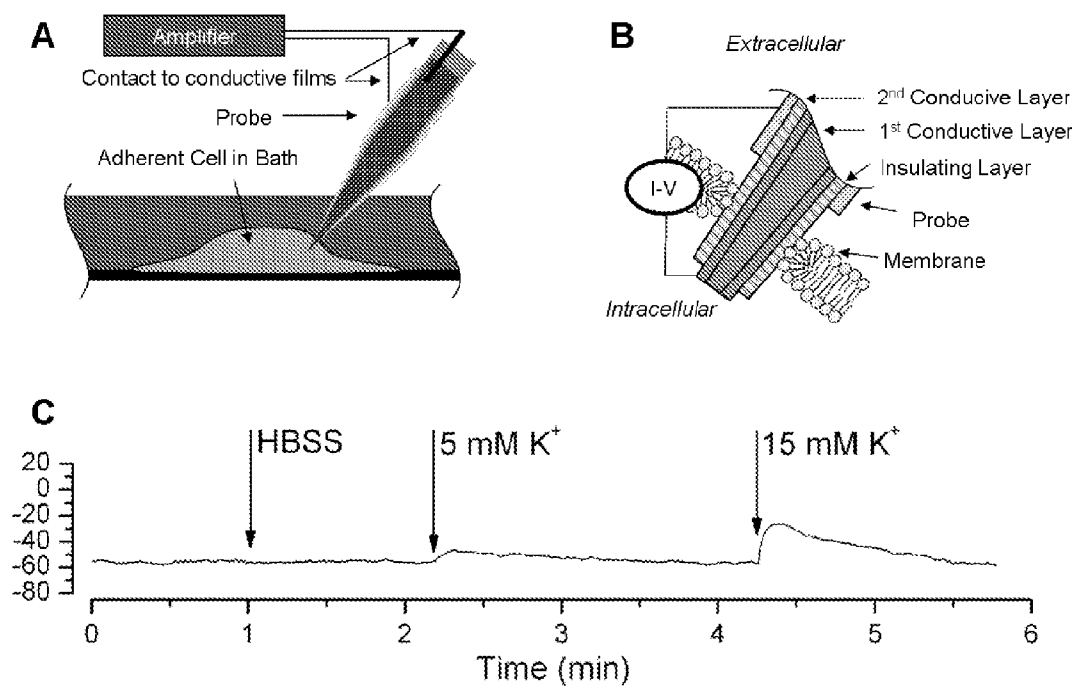 A
Amplifier
Contact to conductive films
Probe
Adherent Cell in Bath
B
Extracellular
2nd Conducive Layer
1st Conductive Layer
Insulating Layer
I-V
Probe
Membrane
Intracellular
C
HBSS
5 mM K+
15 mM K+
20
0
-20
-40
-60
-80
0 1 2 3 4 5 6
Time (min)